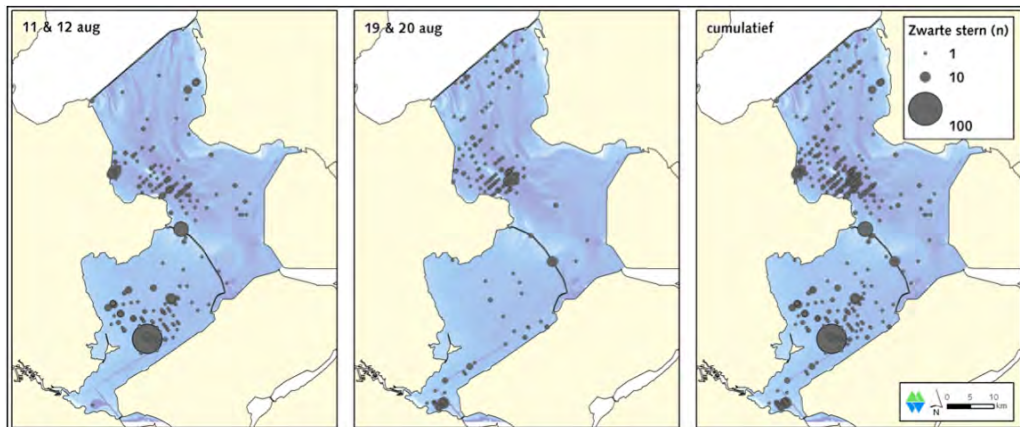 11 & 12 aug
19 & 20 aug
cumulatief
Zwarte stern (n)
1
10
100
0 5 10
km
N